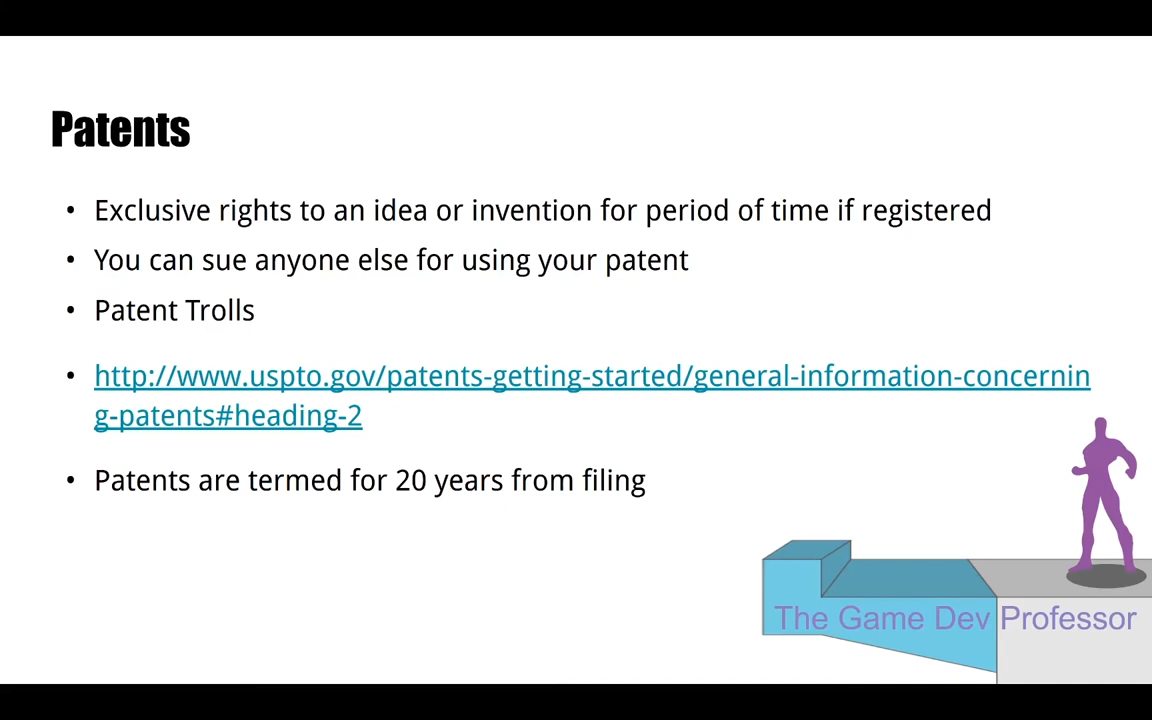 Patents
• Exclusive rights to an idea or invention for period of time if registered
• You can sue anyone else for using your patent
• Patent Trolls
• http://www.uspto.gov/patents-getting-started/general-information-concernin
g-patents#heading-2
• Patents are termed for 20 years from filing
The Game Dev Professor